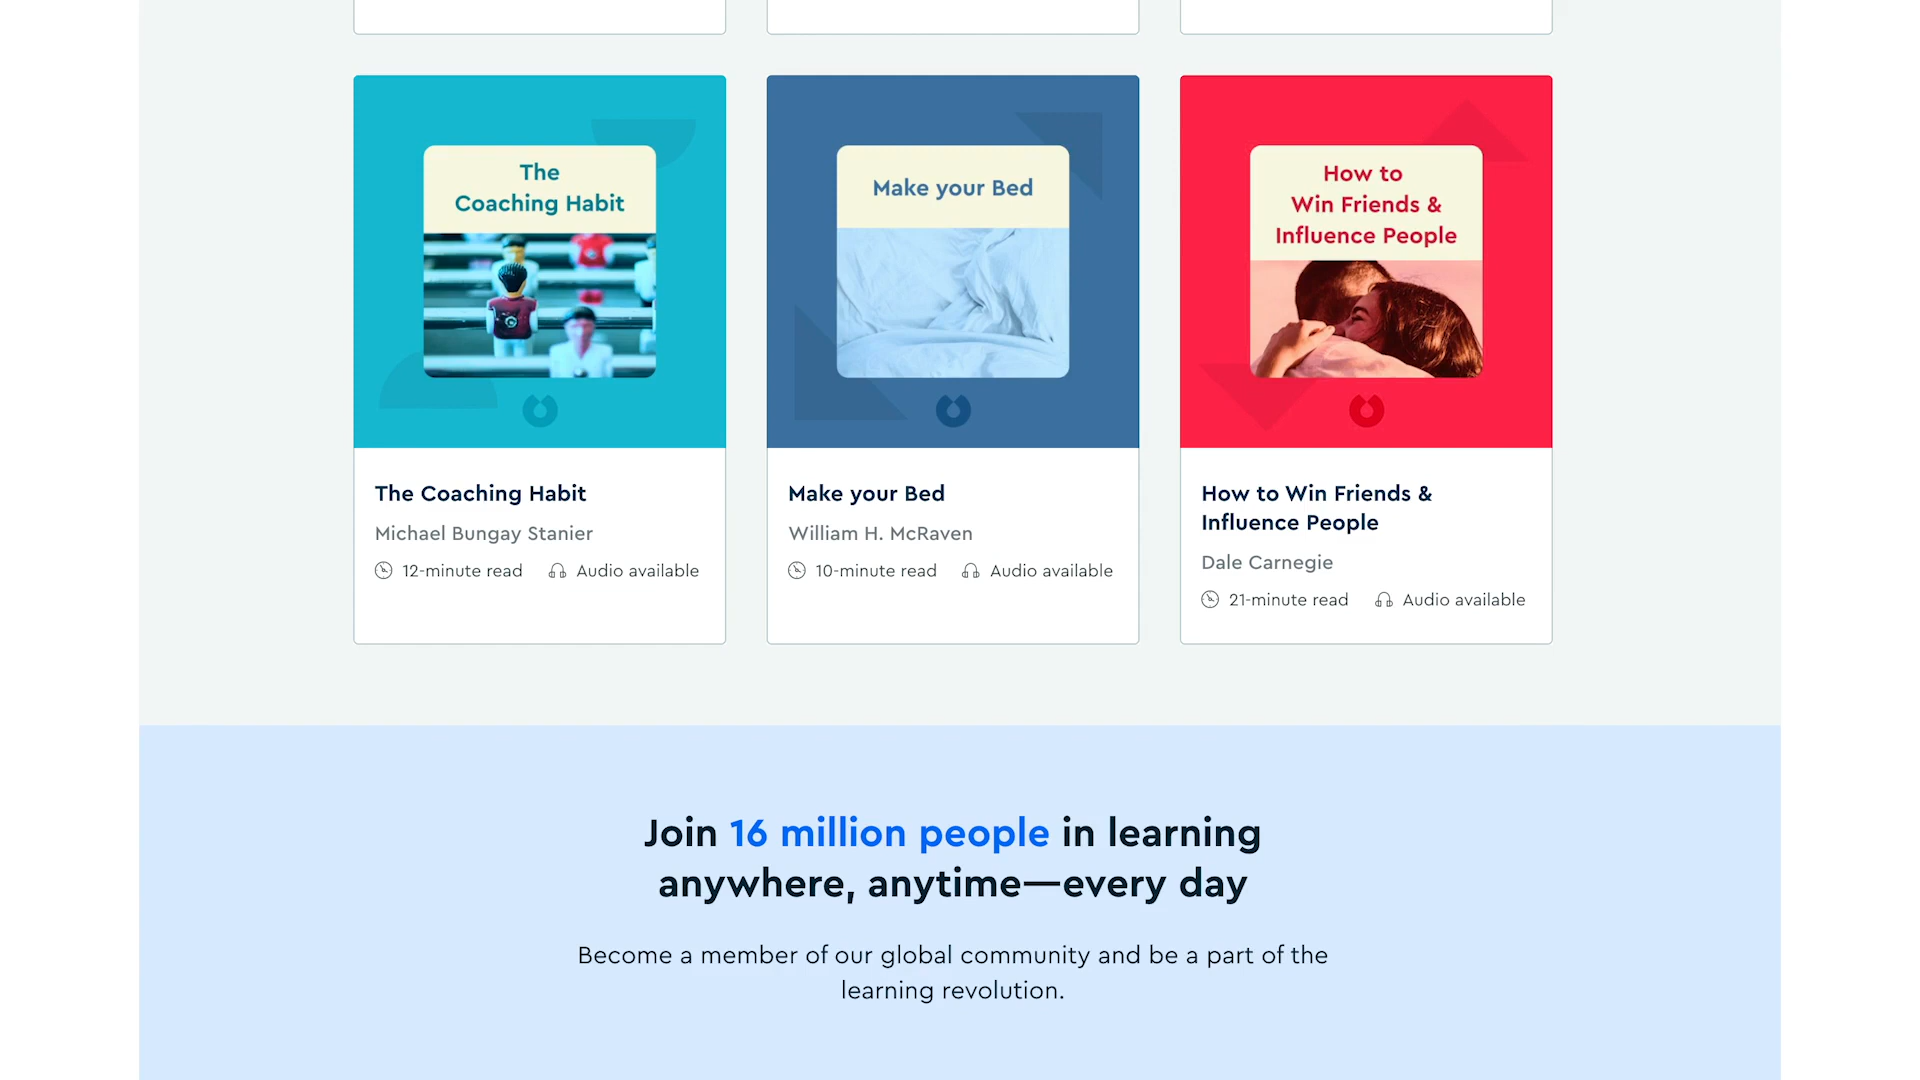 The
Coaching Habit
Make your Bed
How to
Win Friends &
Influence People
The Coaching Habit
Michael Bungay Stanier
12-minute read Audio available
Make your Bed
William H. McRaven
10-minute read Audio available
How to Win Friends &
Influence People
Dale Carnegie
21-minute read Audio available
Join 16 million people in learning
anywhere, anytime—every day
Become a member of our global community and be a part of the
learning revolution.